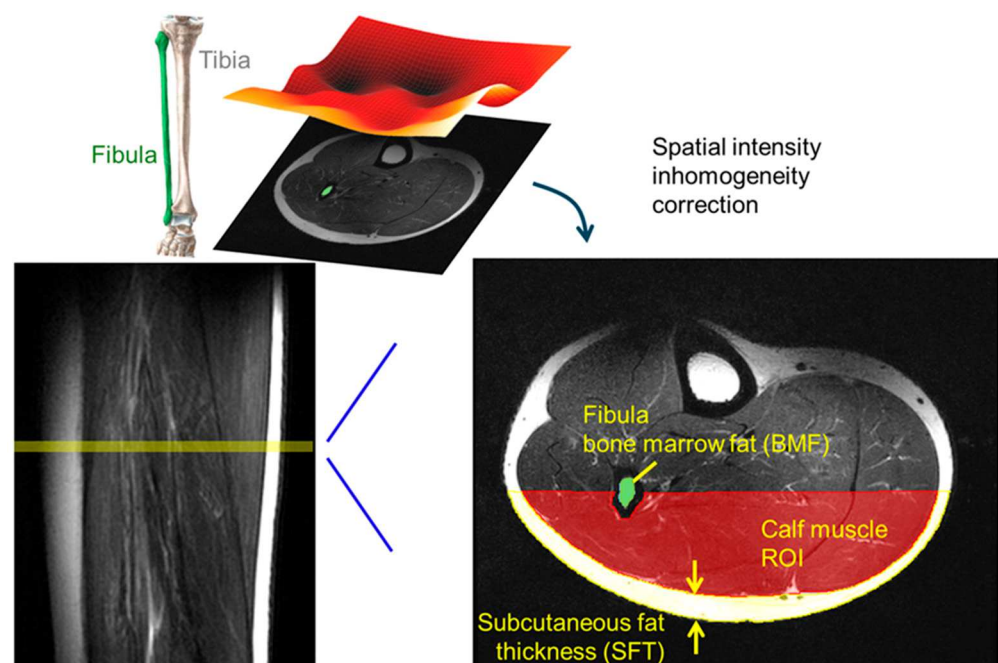 Tibia
Fibula
Spatial intensity
inhomogeneity
correction
Fibula
bone marrow fat (BMF)
Calf muscle
ROI
Subcutaneous fat
thickness (SFT)